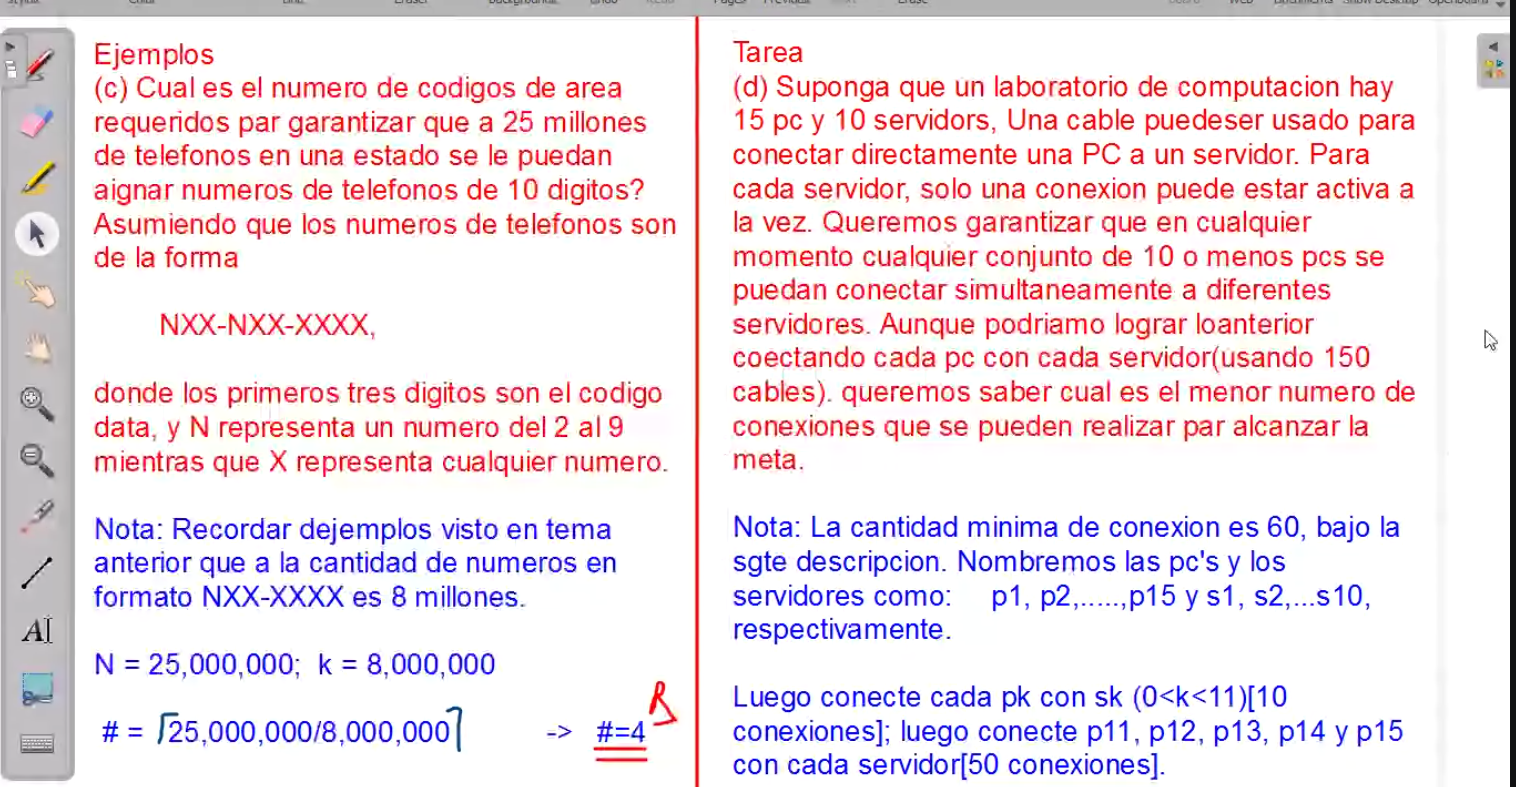 Ejemplos
(c) Cual es el numero de codigos de area
requeridos par garantizar que a 25 millones
de telefonos en una estado se le puedan
aignar numeros de telefonos de 10 digitos?
Asumiendo que los numeros de telefonos son
de la forma
NXX-NXX-XXXX,
donde los primeros tres digitos son el codigo
data, y N representa un numero del 2 al 9
mientras que X representa cualquier numero.
Nota: Recordar dejemplos visto en tema
anterior que a la cantidad de numeros en
formato NXX-XXXX es 8 millones.
N = 25,000,000; k = 8,000,000
# = ⌈25,000,000/8,000,000⌉ -> #=4 R
Tarea
(d) Suponga que un laboratorio de computacion hay
15 pc y 10 servidors, Una cable puedeser usado para
conectar directamente una PC a un servidor. Para
cada servidor, solo una conexion puede estar activa a
la vez. Queremos garantizar que en cualquier
momento cualquier conjunto de 10 o menos pcs se
puedan conectar simultaneamente a diferentes
servidores. Aunque podriamo lograr loanterior
coectando cada pc con cada servidor(usando 150
cables). queremos saber cual es el menor numero de
conexiones que se pueden realizar par alcanzar la
meta.
Nota: La cantidad minima de conexion es 60, bajo la
sgte descripcion. Nombremos las pc's y los
servidores como: p1, p2,.....,p15 y s1, s2,...s10,
respectivamente.
Luego conecte cada pk con sk (0<k<11)[10
conexiones]; luego conecte p11, p12, p13, p14 y p15
con cada servidor[50 conexiones].